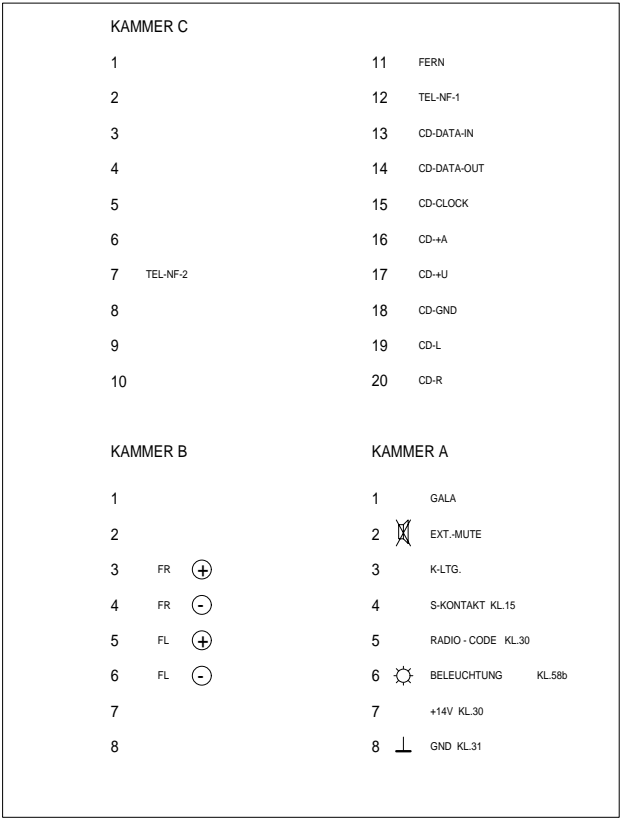 KAMMER C
1 11 FERN
2 12 TEL-NF-1
3 13 CD-DATA-IN
4 14 CD-DATA-OUT
5 15 CD-CLOCK
6 16 CD-+A
7 TEL-NF-2 17 CD-+U
8 18 CD-GND
9 19 CD-L
10 20 CD-R
KAMMER B KAMMER A
1 1 GALA
2 2 EXT.-MUTE
3 FR + 3 K-LTG.
4 FR - 4 S-KONTAKT KL.15
5 FL + 5 RADIO - CODE KL.30
6 FL - 6 BELEUCHTUNG KL.58b
7 7 +14V KL.30
8 8 GND KL.31